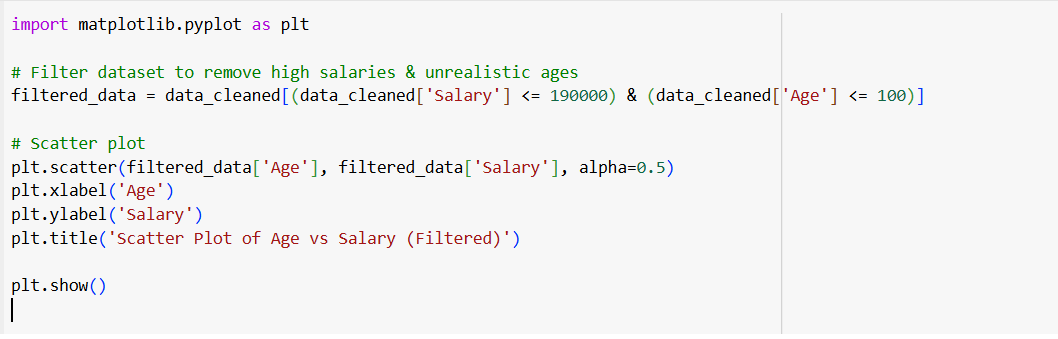 import matplotlib.pyplot as plt
# Filter dataset to remove high salaries & unrealistic ages
filtered_data = data_cleaned[(data_cleaned['Salary'] <= 190000) & (data_cleaned['Age'] <= 100)]
# Scatter plot
plt.scatter(filtered_data['Age'], filtered_data['Salary'], alpha=0.5)
plt.xlabel('Age')
plt.ylabel('Salary')
plt.title('Scatter Plot of Age vs Salary (Filtered)')
plt.show()